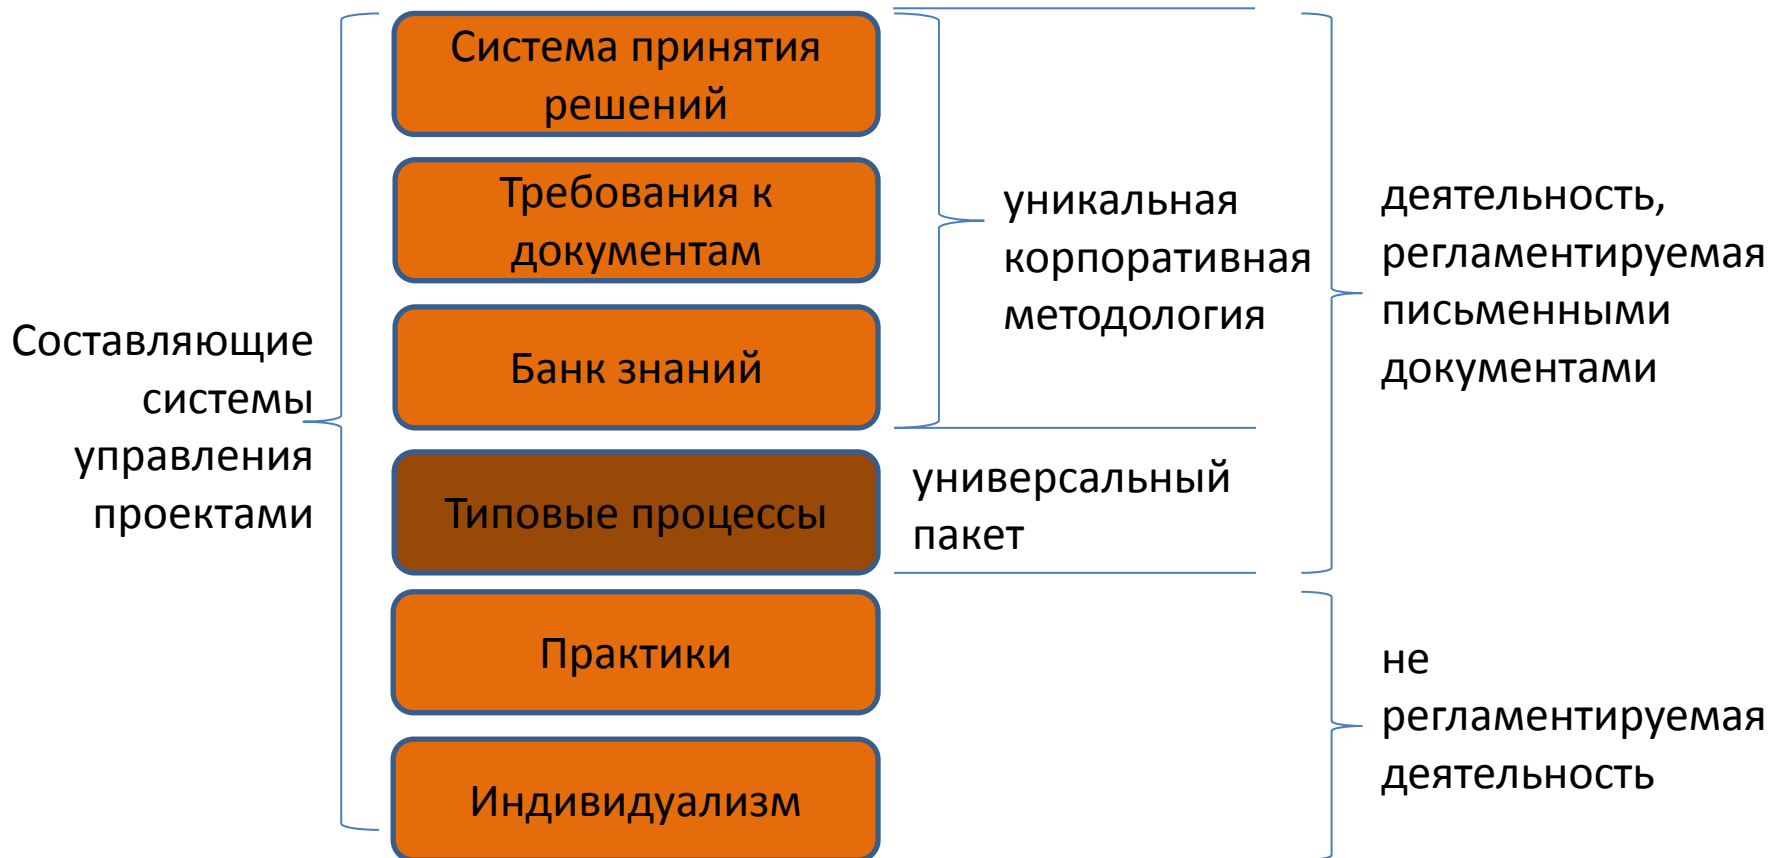 Составляющие
системы
управления
проектами
Система принятия
решений
Требования к
документам
Банк знаний
Типовые процессы
Практики
Индивидуализм
уникальная
корпоративная
методология
универсальный
пакет
деятельность,
регламентируемая
письменными
документами
не
регламентируемая
деятельность